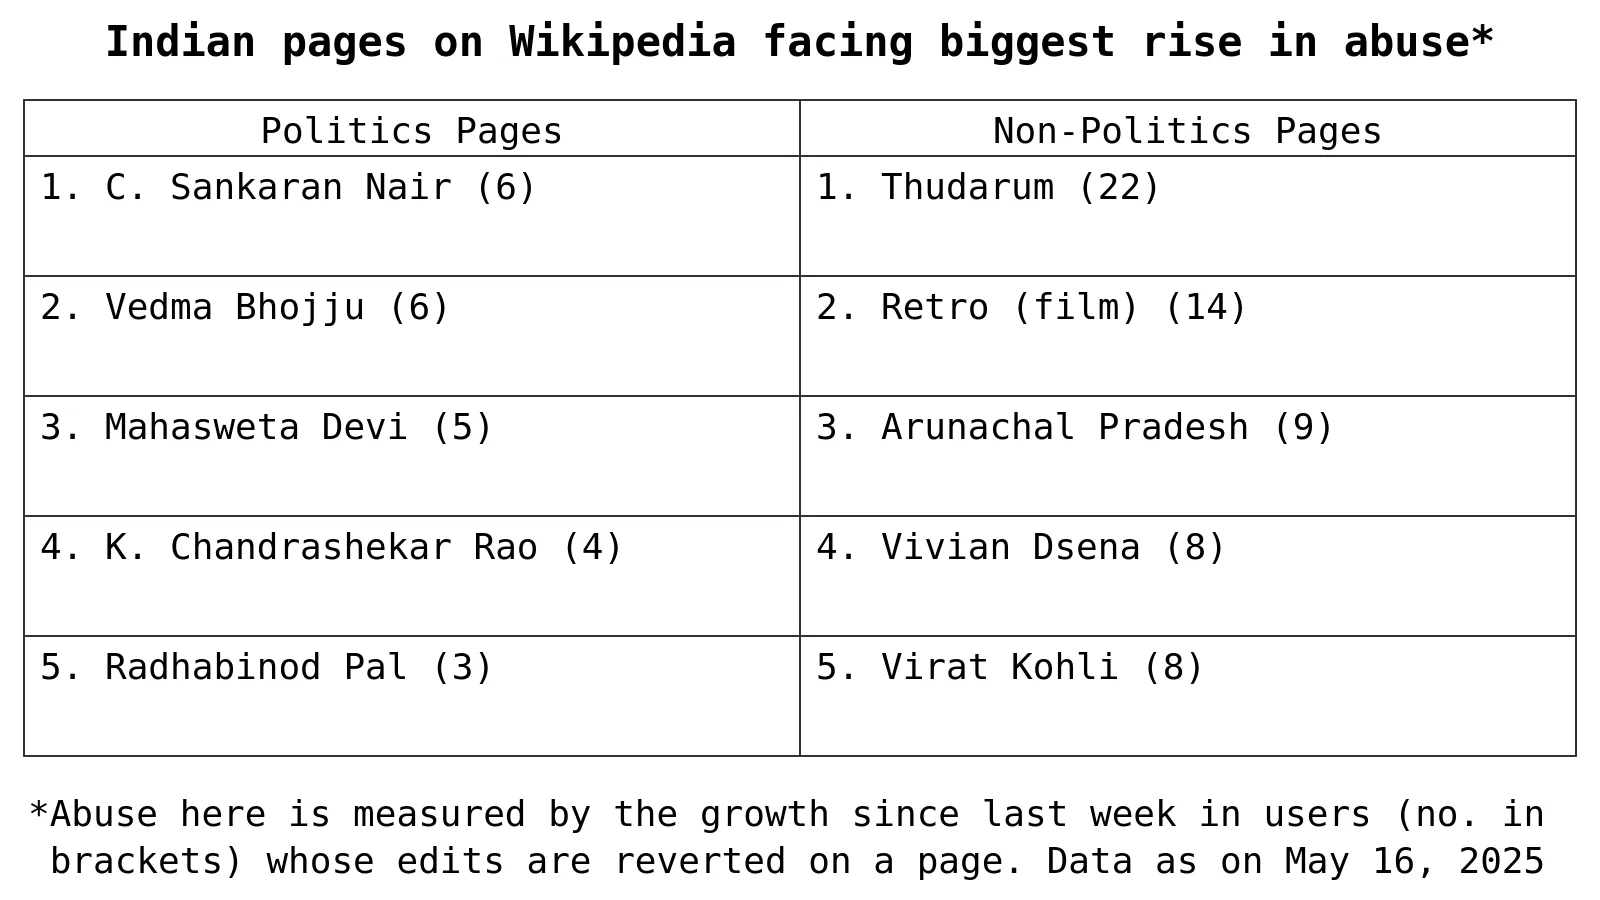 Indian pages on Wikipedia facing biggest rise in abuse*
Politics Pages
Non-Politics Pages
1. C. Sankaran Nair (6)
1. Thudarum (22)
2. Vedma Bhojju (6)
2. Retro (film) (14)
3. Mahasweta Devi (5)
3. Arunachal Pradesh (9)
4. K. Chandrashekar Rao (4)
4. Vivian Dsena (8)
5. Radhabinod Pal (3)
5. Virat Kohli (8)
*Abuse here is measured by the growth since last week in users (no. in
brackets) whose edits are reverted on a page. Data as on May 16, 2025